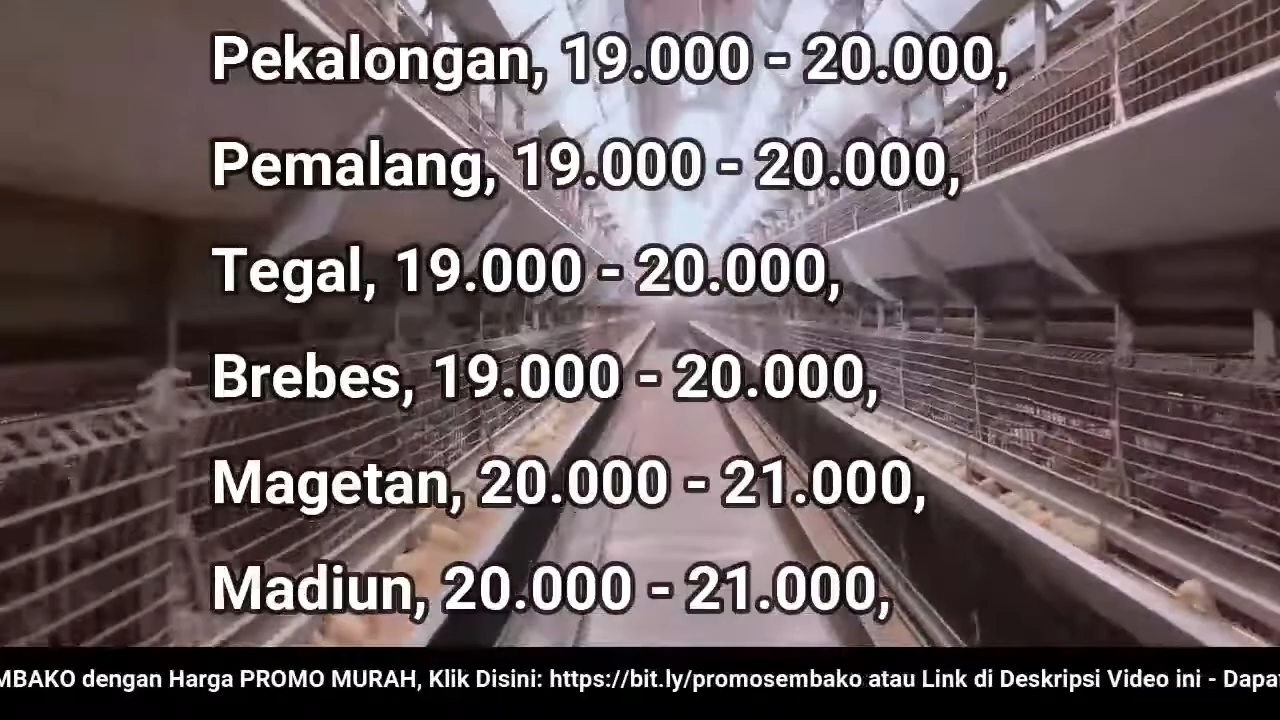 Pekalongan, 19.000 - 20.000,
Pemalang, 19.000 - 20.000,
Tegal, 19.000 - 20.000,
Brebes, 19.000 - 20.000,
Magetan, 20.000 - 21.000,
Madiun, 20.000 - 21.000,
MBAKO dengan Harga PROMO MURAH, Klik Disini: https://bit.ly/promosembako atau Link di Deskripsi Video ini - Dapa